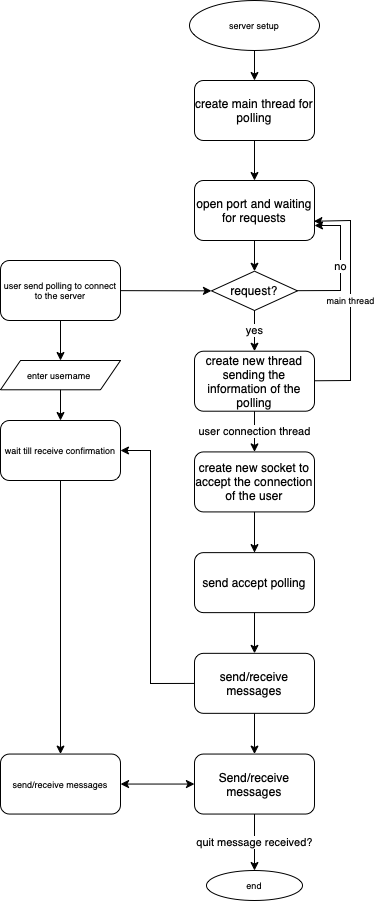 server setup
create main thread for
polling
open port and waiting
for requests
user send polling to connect
to the server
request?
no
main thread
yes
enter username
create new thread
sending the
information of the
polling
user connection thread
wait till receive confirmation
create new socket to
accept the connection
of the user
send accept polling
send/receive
messages
send/receive messages
Send/receive
messages
quit message received?
end